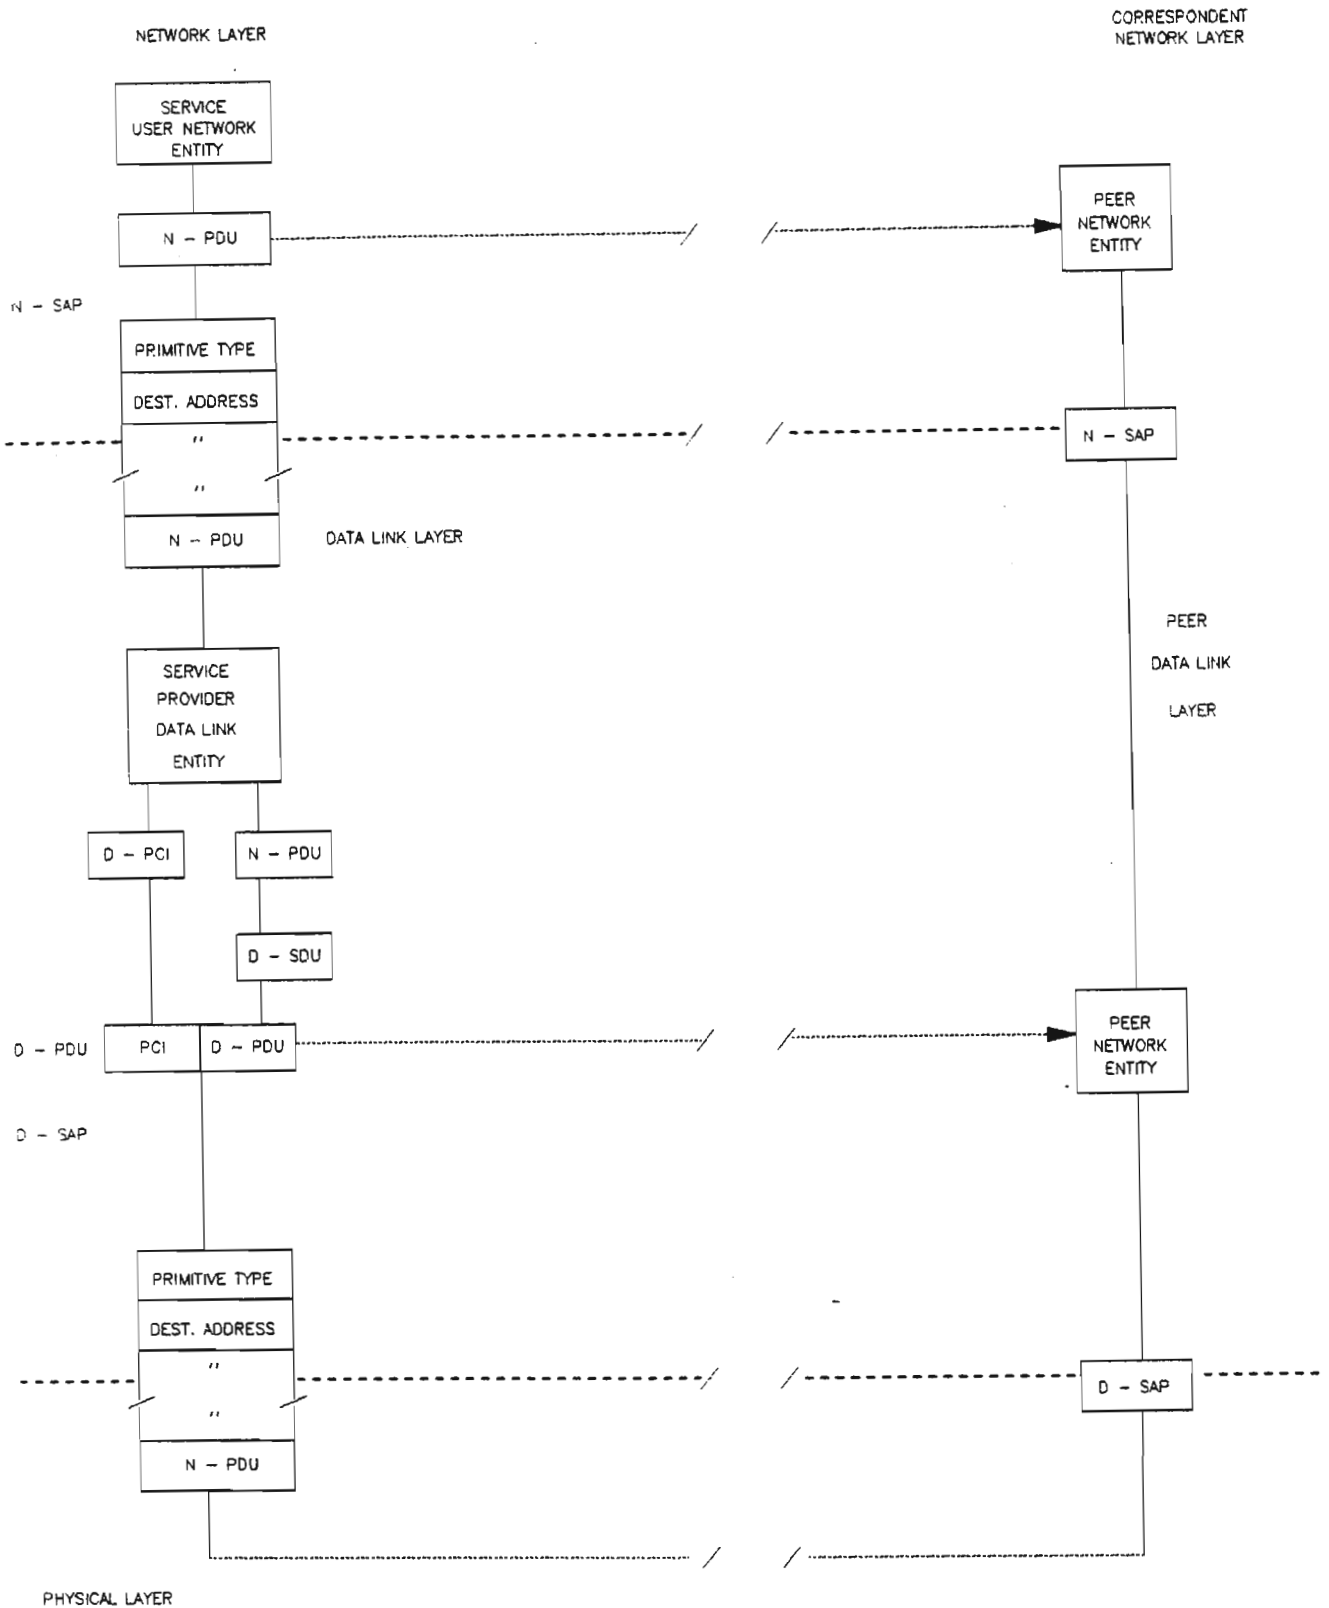 NETWORK LAYER
CORRESPONDENT
NETWORK LAYER
SERVICE
USER NETWORK
ENTITY
N - PDU
PEER
NETWORK
ENTITY
N - SAP
PRIMITIVE TYPE
DEST. ADDRESS
"
"
N - PDU
N - SAP
DATA LINK LAYER
PEER
DATA LINK
LAYER
SERVICE
PROVIDER
DATA LINK
ENTITY
D - PCI
N - PDU
D - SDU
D - PDU
PCI
D - PDU
PEER
NETWORK
ENTITY
D - SAP
PRIMITIVE TYPE
DEST. ADDRESS
"
"
N - PDU
D - SAP
PHYSICAL LAYER